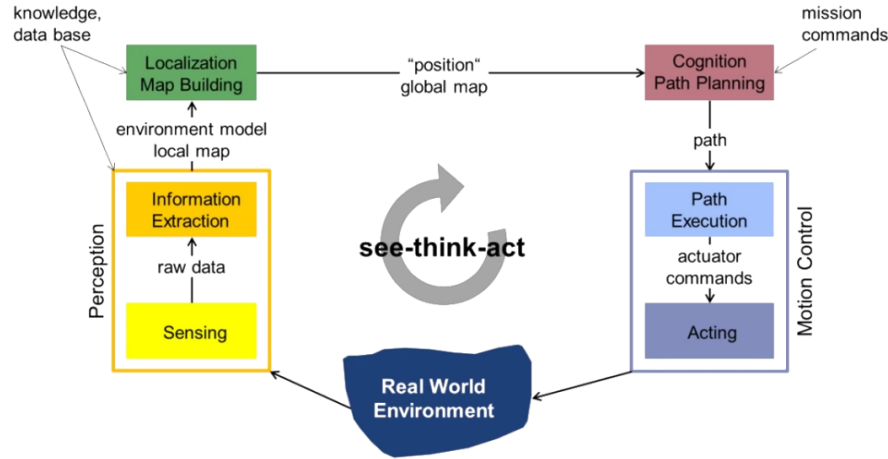 knowledge,
data base
Localization
Map Building
"position"
global map
Cognition
Path Planning
mission
commands
environment model
local map
path
Perception
Information
Extraction
raw data
Sensing
see-think-act
Path
Execution
actuator
commands
Acting
Motion Control
Real World
Environment